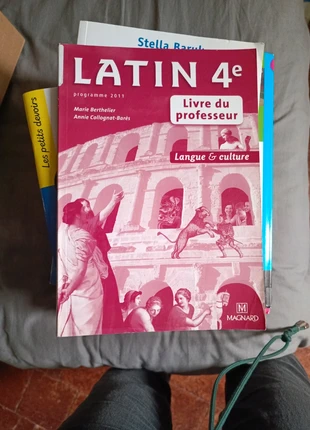 Stella Baruk
LATIN 4e
programme 2011
Marie Berthelier
Annie Collognat-Barès
Livre du
professeur
Langue & culture
Les petits devoirs
M
MAGNARD